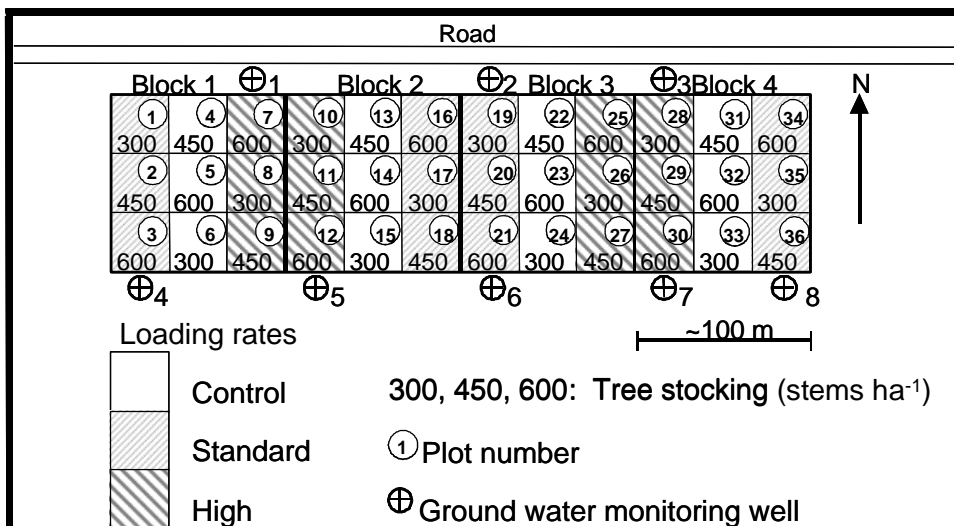 Road
Block 1 ⊕1 Block 2 ⊕2 Block 3 ⊕3 Block 4 N
1 4 7 10 13 16 19 22 25 28 31 34
300 450 600 300 450 600 300 450 600 300 450 600
2 5 8 11 14 17 20 23 26 29 32 35
450 600 300 450 600 300 450 600 300 450 600 300
3 6 9 12 15 18 21 24 27 30 33 36
600 300 450 600 300 450 600 300 450 600 300 450
⊕4 ⊕5 ⊕6 ⊕7 ⊕8
Loading rates ~100 m
Control 300, 450, 600: Tree stocking (stems ha⁻¹)
Standard 1 Plot number
High ⊕ Ground water monitoring well